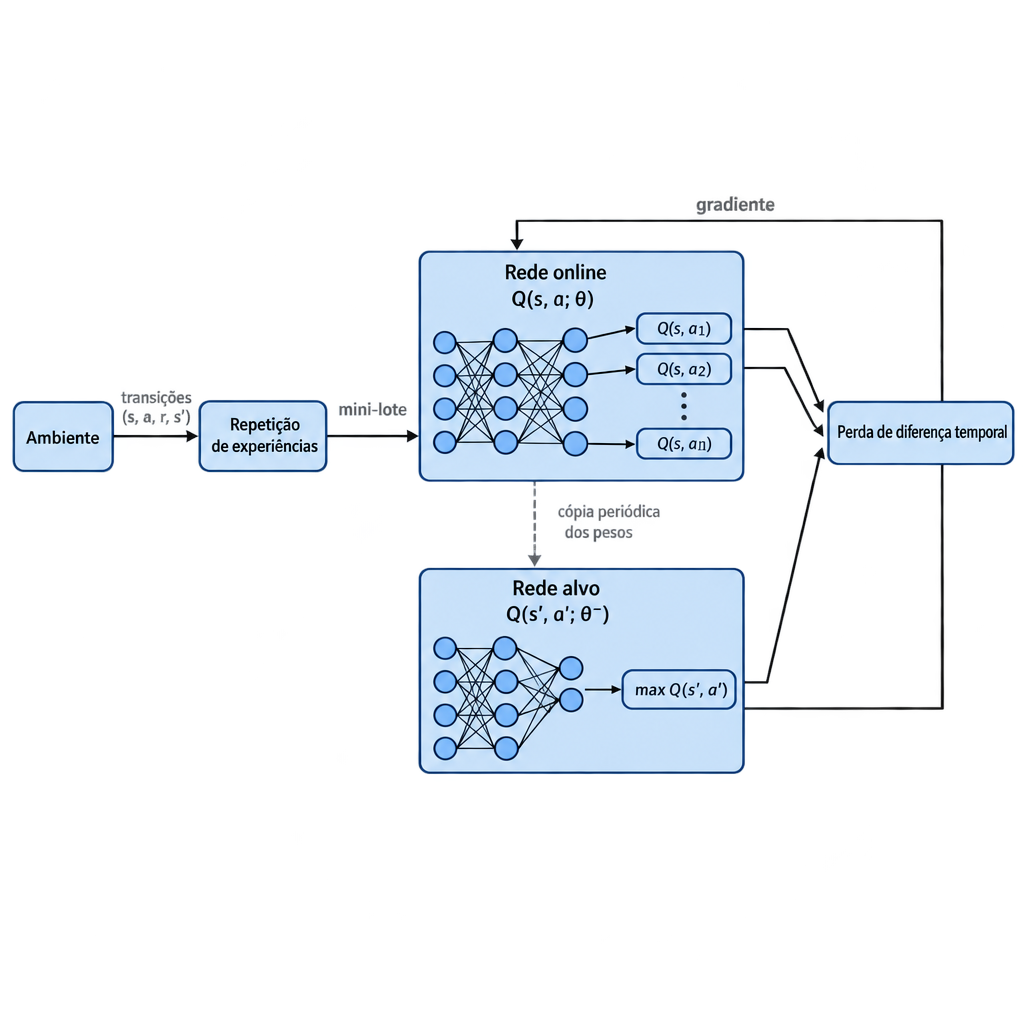 gradiente
Rede online
Q(s, a; θ)
Q(s, a₁)
Q(s, a₂)
Q(s, aₙ)
transições
(s, a, r, s′)
Ambiente
Repetição
de experiências
mini-lote
Perda de diferença temporal
cópia periódica
dos pesos
Rede alvo
Q(s′, a′; θ⁻)
max Q(s′, a′)